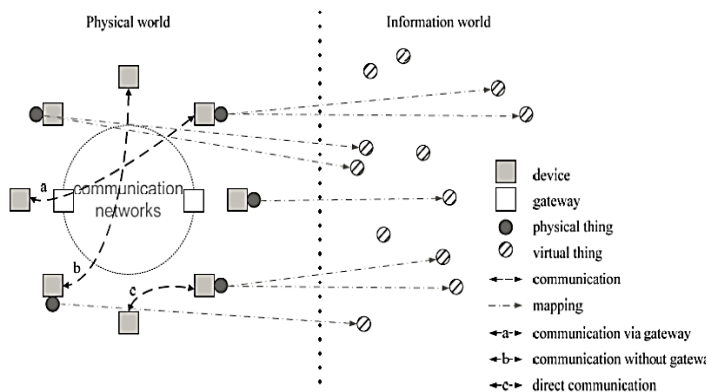 Physical world
Information world
a
communication
networks
b
c
device
gateway
physical thing
virtual thing
communication
mapping
a communication via gateway
b communication without gatewa
c direct communication